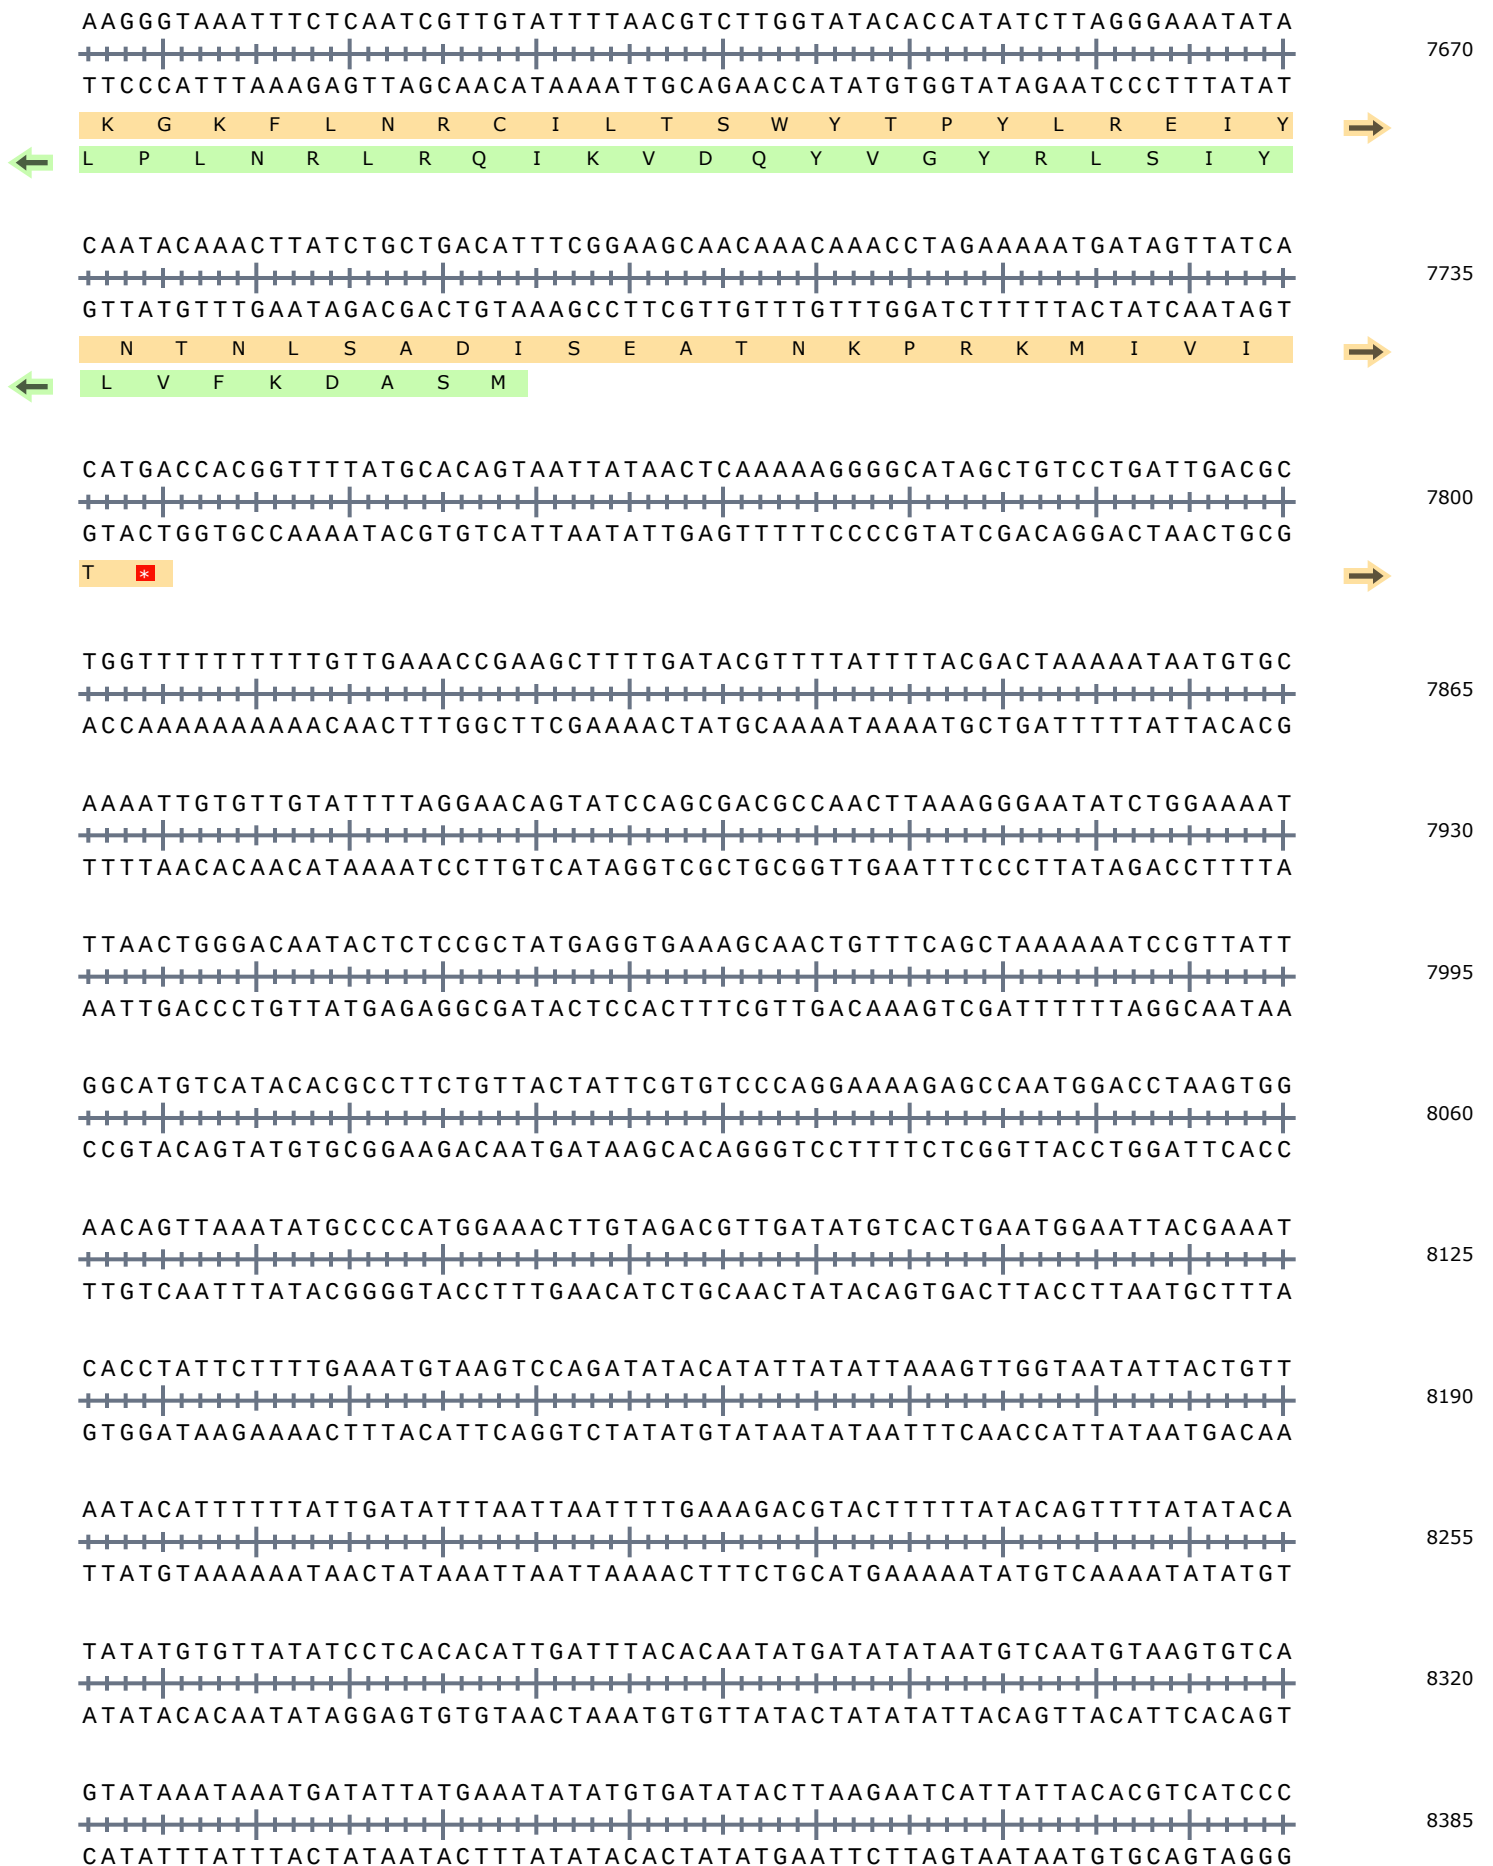 AAGGGTAAATTTCTCAATCGTTGTATTTTAACGTCTTGGTATACACCATATCTTAGGGAAATATA
7670
TTCCCATTTAAAGAGTTAGCAACATAAAATTGCAGAACCATATGTGGTATAGAATCCCTTTATAT
K G K F L N R C I L T S W Y T P Y L R E I Y
L P L N R L R Q I K V D Q Y V G Y R L S I Y
CAATACAAACTTATCTGCTGACATTTCGGAAGCAACAAACAAACCTAGAAAAATGATAGTTATCA
7735
GTTATGTTTGAATAGACGACTGTAAAGCCTTCGTTGTTTGTTTGGATCTTTTTACTATCAATAGT
N T N L S A D I S E A T N K P R K M I V I
L V F K D A S M
CATGACCACGGTTTTATGCACAGTAATTATAACTCAAAAAGGGGCATAGCTGTCCTGATTGACGC
7800
GTACTGGTGCCAAAATACGTGTCATTAATATTGAGTTTTTCCCCGTATCGACAGGACTAACTGCG
T *
TGGTTTTTTTTTTGTTGAAACCGAAGCTTTTGATACGTTTTATTTTACGACTAAAAATAATGTGC
7865
ACCAAAAAAAAAACAACTTTGGCTTCGAAAACTATGCAAAATAAAATGCTGATTTTTATTACACG
AAAATTGTGTTGTATTTTAGGAACAGTATCCAGCGACGCCAACTTAAAGGGAATATCTGGAAAAT
7930
TTTTAACACAACATAAAATCCTTGTCATAGGTCGCTGCGGTTGAATTTCCCTTATAGACCTTTTA
TTAACTGGGACAATACTCTCCGCTATGAGGTGAAAGCAACTGTTTCAGCTAAAAAATCCGTTATT
7995
AATTGACCCTGTTATGAGAGGCGATACTCCACTTTCGTTGACAAAGTCGATTTTTTAGGCAATAA
GGCATGTCATACACGCCTTCTGTTACTATTCGTGTCCCAGGAAAAGAGCCAATGGACCTAAGTGG
8060
CCGTACAGTATGTGCGGAAGACAATGATAAGCACAGGGTCCTTTTCTCGGTTACCTGGATTCACC
AACAGTTAAATATGCCCCATGGAAACTTGTAGACGTTGATATGTCACTGAATGGAATTACGAAAT
8125
TTGTCAATTTATACGGGGTACCTTTGAACATCTGCAACTATACAGTGACTTACCTTAATGCTTTA
CACCTATTCTTTTGAAATGTAAGTCCAGATATACATATTATATTAAAGTTGGTAATATTACTGTT
8190
GTGGATAAGAAAACTTTACATTCAGGTCTATATGTATAATATAATTTCAACCATTATAATGACAA
AATACATTTTTTATTGATATTTAATTAATTTTGAAAGACGTACTTTTTATACAGTTTTATATACA
8255
TTATGTAAAAAATAACTATAAATTAATTAAAACTTTCTGCATGAAAAATATGTCAAAATATATGT
TATATGTGTTATATCCTCACACATTGATTTACACAATATGATATATAATGTCAATGTAAGTGTCA
8320
ATATACACAATATAGGAGTGTGTAACTAAATGTGTTATACTATATATTACAGTTACATTCACAGT
GTATAAATAAATGATATTATGAAATATATGTGATATACTTAAGAATCATTATTACACGTCATCCC
8385
CATATTTATTTACTATAATACTTTATATACACTATATGAATTCTTAGTAATAATGTGCAGTAGGG